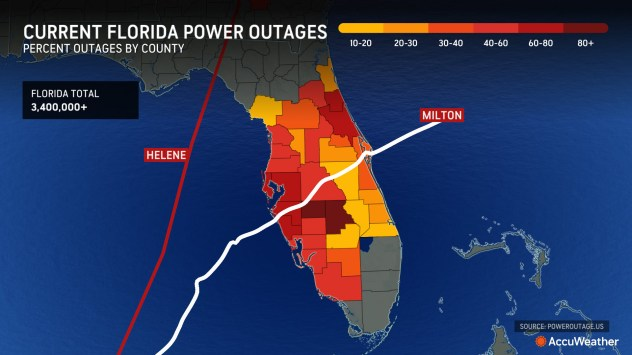 CURRENT FLORIDA POWER OUTAGES
PERCENT OUTAGES BY COUNTY
10-20 20-30 30-40 40-60 60-80 80+
FLORIDA TOTAL
3,400,000+
MILTON
HELENE
SOURCE: POWEROUTAGE.US
AccuWeather